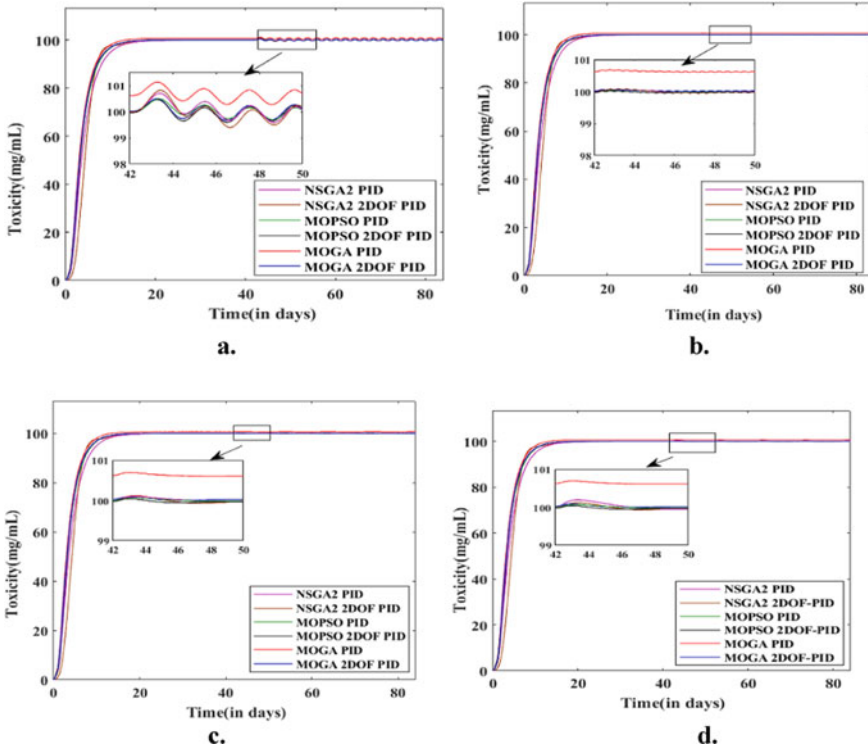 100
80
60
40
20
0
Toxicity(mg/mL)
101
100
99
98
42
44
46
48
50
NSGA2 PID
NSGA2 2DOF PID
MOPSO PID
MOPSO 2DOF PID
MOGA PID
MOGA 2DOF PID
0
20
40
60
80
Time(in days)
a.
100
80
60
40
20
0
Toxicity(mg/mL)
101
100
99
98
42
44
46
48
50
NSGA2 PID
NSGA2 2DOF PID
MOPSO PID
MOPSO 2DOF PID
MOGA PID
MOGA 2DOF PID
0
20
40
60
80
Time(in days)
b.
100
80
60
40
20
0
Toxicity(mg/mL)
101
100
99
42
44
46
48
50
NSGA2 PID
NSGA2 2DOF PID
MOPSO PID
MOPSO 2DOF PID
MOGA PID
MOGA 2DOF PID
0
20
40
60
80
Time(in days)
c.
100
80
60
40
20
0
Toxicity(mg/mL)
101
100
99
42
44
46
48
50
NSGA2 PID
NSGA2 2DOF-PID
MOPSO PID
MOPSO 2DOF-PID
MOGA PID
MOGA 2DOF-PID
0
20
40
60
80
Time(in days)
d.